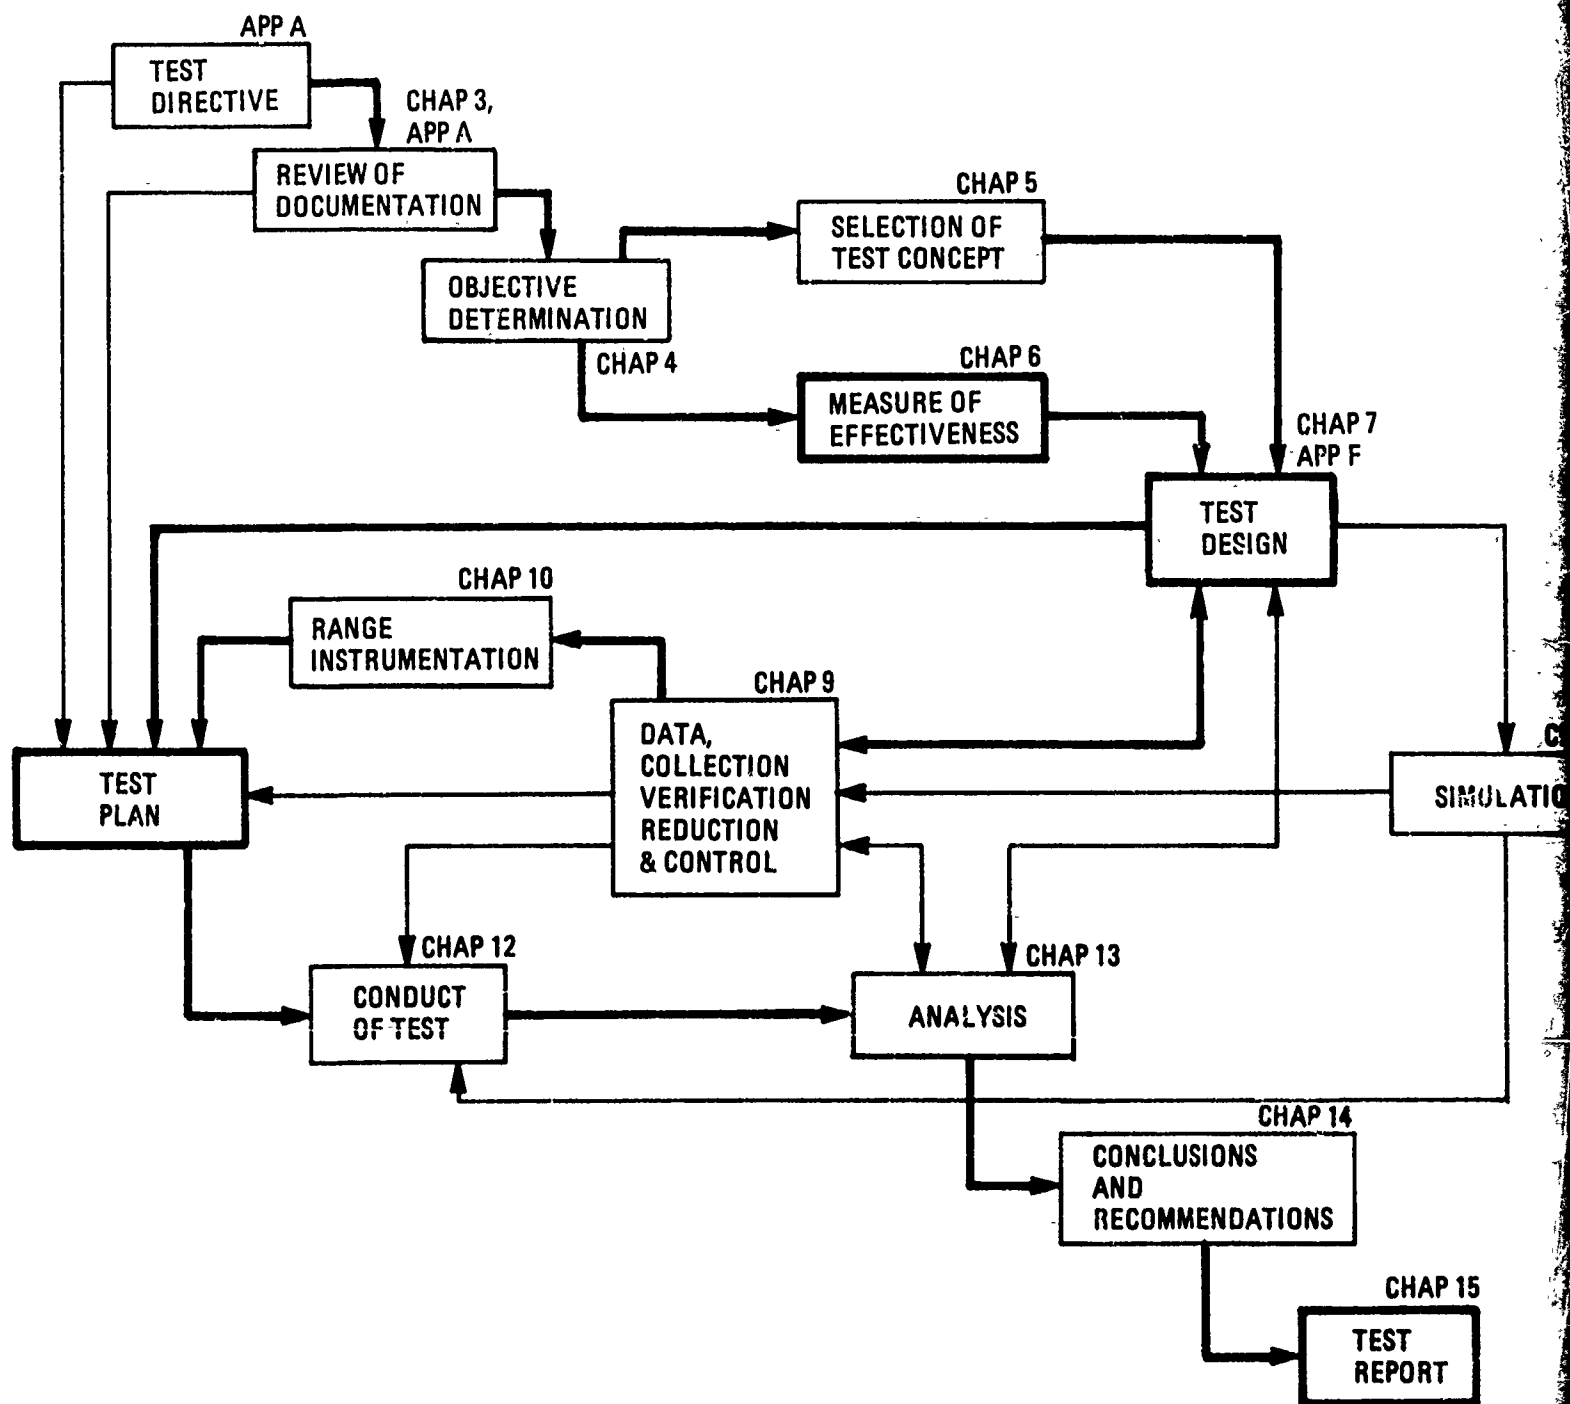 APP A
TEST
DIRECTIVE
CHAP 3,
APP A
REVIEW OF
DOCUMENTATION
OBJECTIVE
DETERMINATION
CHAP 4
CHAP 5
SELECTION OF
TEST CONCEPT
CHAP 6
MEASURE OF
EFFECTIVENESS
CHAP 7
APP F
TEST
DESIGN
CHAP 10
RANGE
INSTRUMENTATION
CHAP 9
DATA,
COLLECTION
VERIFICATION
REDUCTION
& CONTROL
TEST
PLAN
SIMULATIO
CHAP 12
CONDUCT
OF TEST
CHAP 13
ANALYSIS
CHAP 14
CONCLUSIONS
AND
RECOMMENDATIONS
CHAP 15
TEST
REPORT